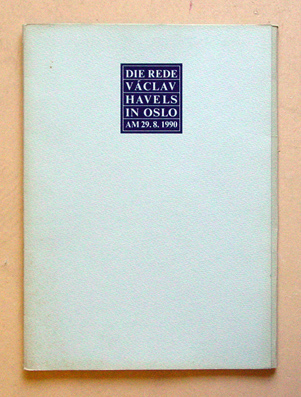 DIE REDE
VÁCLAV
HAVELS
IN OSLO
AM 29. 8. 1990